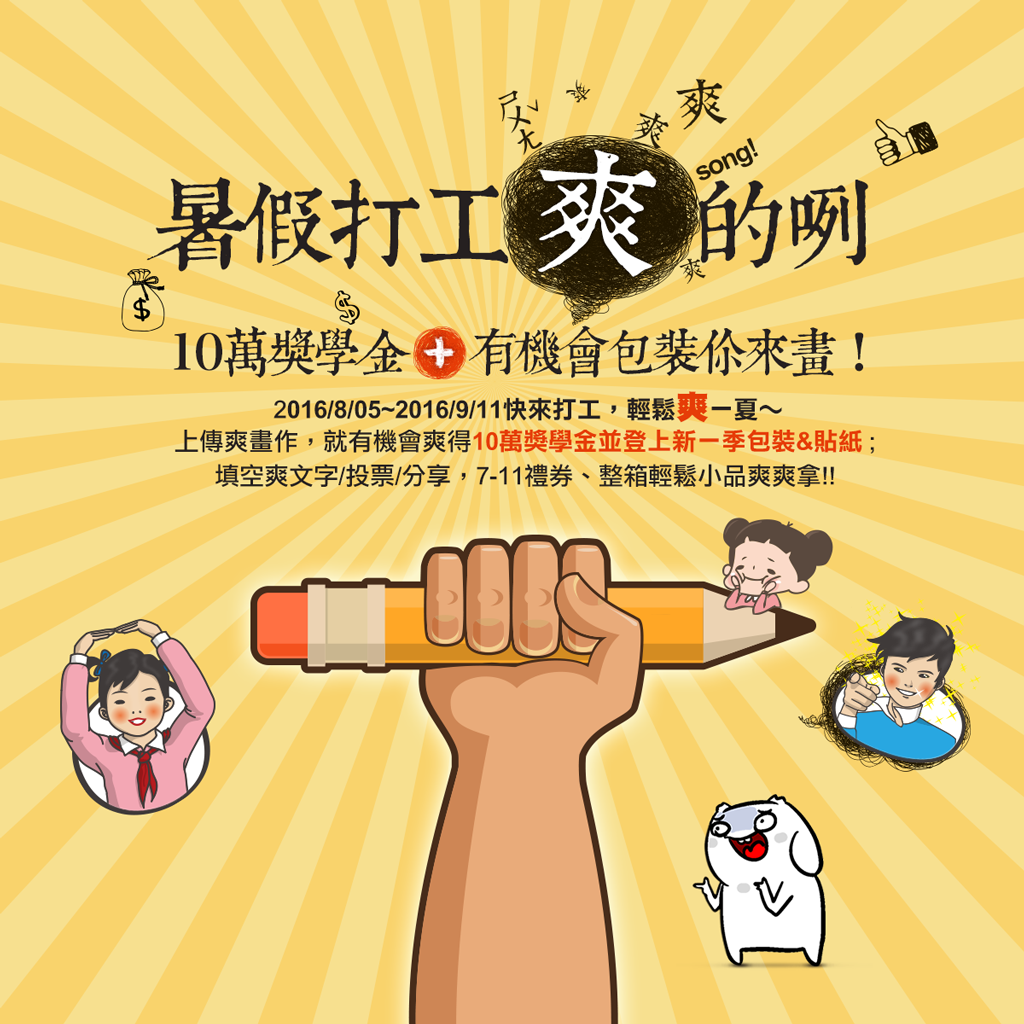 ㄕㄨㄤ
爽
爽
爽
song!
暑假打工爽的咧
爽
$
$
10萬獎學金+有機會包裝你來畫!
2016/8/05~2016/9/11快來打工,輕鬆爽一夏~
上傳爽畫作,就有機會爽得10萬獎學金並登上新一季包裝&貼紙;
填空爽文字/投票/分享,7-11禮券、整箱輕鬆小品爽爽拿!!